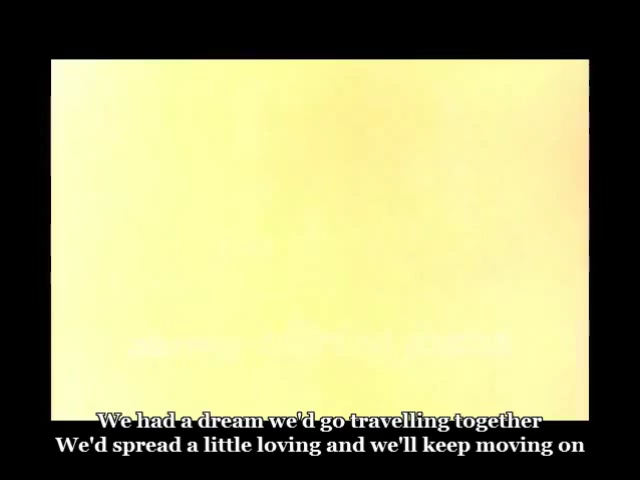 We had a dream we'd go travelling together
We'd spread a little loving and we'll keep moving on